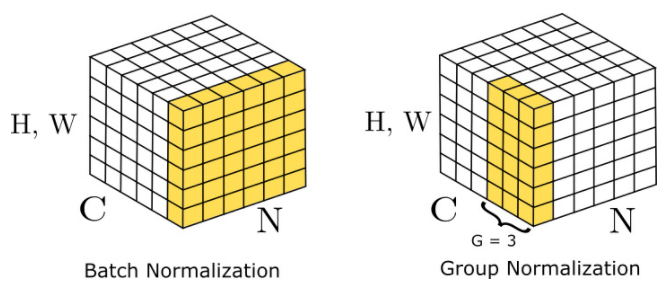 H, W
C
N
Batch Normalization
H, W
C
N
G = 3
Group Normalization